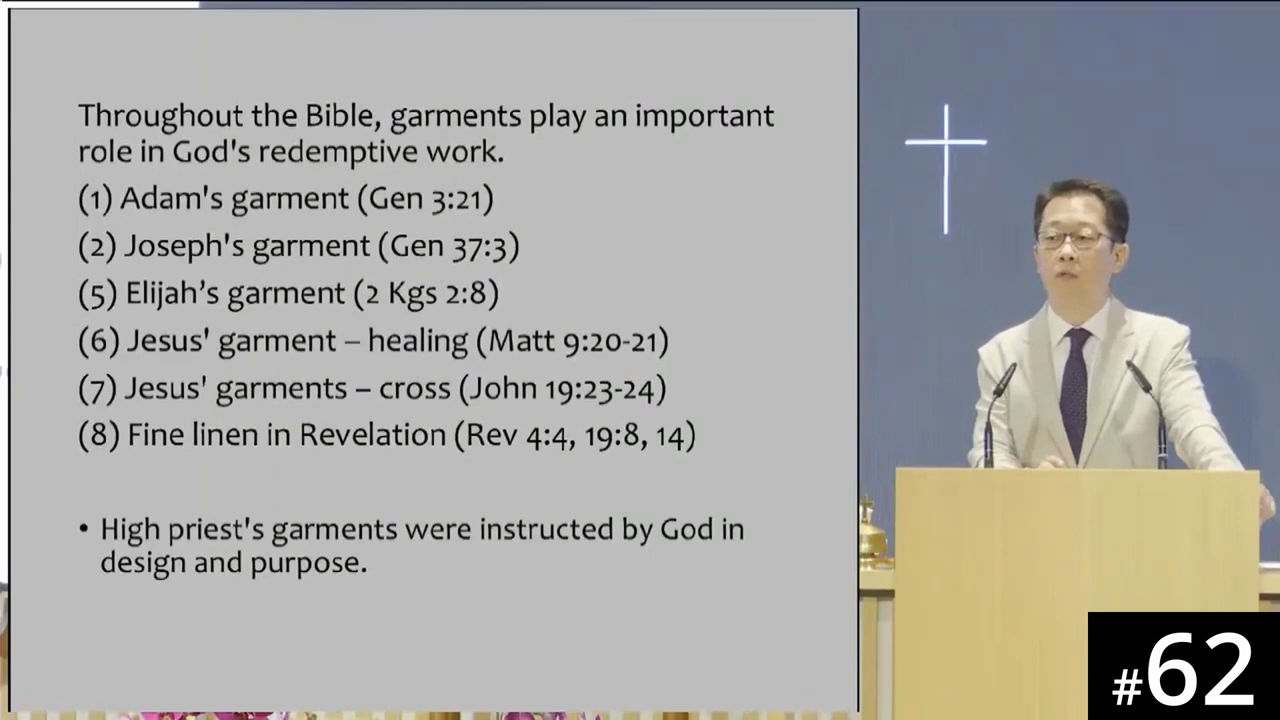 Throughout the Bible, garments play an important
role in God's redemptive work.
(1) Adam's garment (Gen 3:21)
(2) Joseph's garment (Gen 37:3)
(5) Elijah’s garment (2 Kgs 2:8)
(6) Jesus' garment – healing (Matt 9:20-21)
(7) Jesus' garments – cross (John 19:23-24)
(8) Fine linen in Revelation (Rev 4:4, 19:8, 14)
• High priest's garments were instructed by God in
design and purpose.
#62